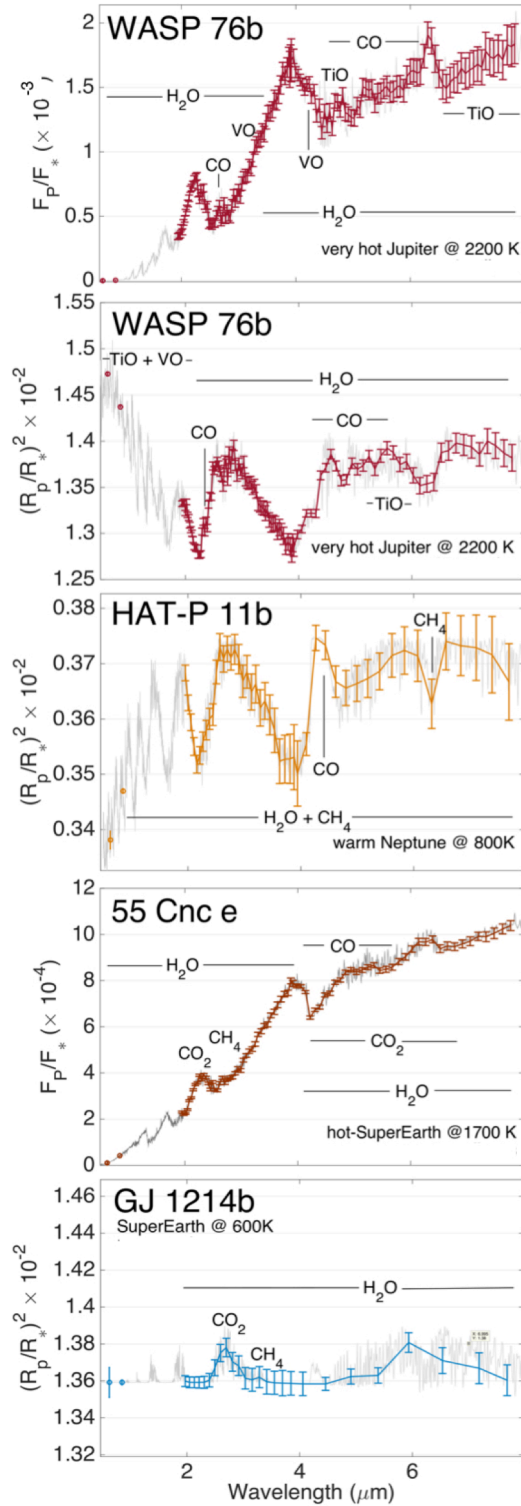 WASP 76b
2
1.5
1
0.5
0
F_P/F_* (× 10^-3),
CO
TiO
H_2O
VO
CO
VO
TiO
H_2O
very hot Jupiter @ 2200 K
2
4
6
1.55
1.5
1.45
1.4
1.35
1.3
1.25
(R_p/R_*)^2 × 10^-2
WASP 76b
-TiO + VO-
H_2O
CO
CO
-TiO-
very hot Jupiter @ 2200 K
0.38
0.37
0.36
0.35
0.34
(R_p/R_*)^2 × 10^-2
HAT-P 11b
CH_4
CO
H_2O + CH_4
warm Neptune @ 800K
12
10
8
6
4
2
0
F_P/F_* (× 10^-4)
55 Cnc e
CO
H_2O
CO_2
CH_4
CO_2
H_2O
hot-SuperEarth @1700 K
1.46
1.44
1.42
1.41
1.39
1.38
1.36
1.34
1.32
(R_p/R_*)^2 × 10^-2
GJ 1214b
SuperEarth @ 600K
H_2O
CO_2
CH_4
2
4
6
Wavelength (μm)